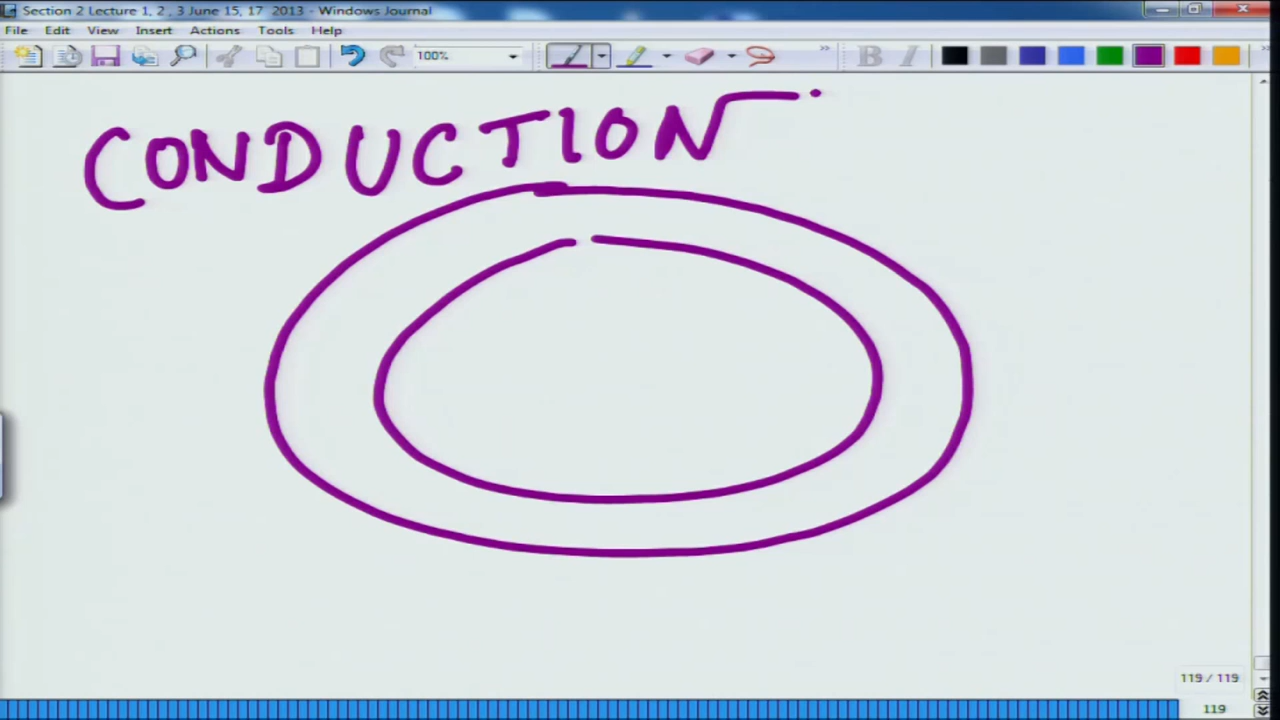 Section 2 Lecture 1, 2 , 3 June 15, 17 2013 - Windows Journal
File Edit View Insert Actions Tools Help
100% B I
CONDUCTION
119 / 119
119